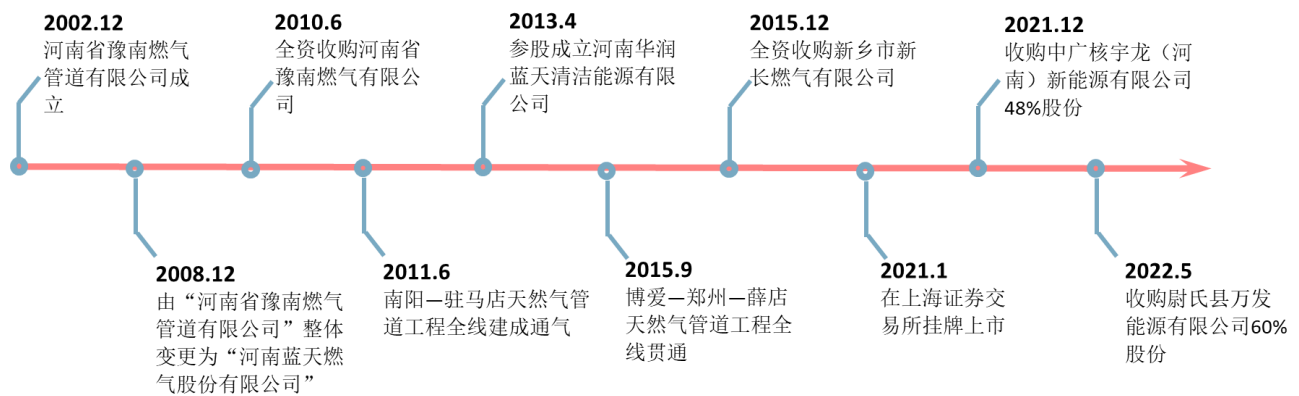 2002.12
河南省豫南燃气
管道有限公司成
立
2008.12
由“河南省豫南燃气
管道有限公司”整体
变更为“河南蓝天燃
气股份有限公司”
2010.6
全资收购河南省
豫南燃气有限公
司
2011.6
南阳—驻马店天然气管
道工程全线建成通气
2013.4
参股成立河南华润
蓝天清洁能源有限
公司
2015.9
博爱—郑州—薛店
天然气管道工程全
线贯通
2015.12
全资收购新乡市新
长燃气有限公司
2021.1
在上海证券交
易所挂牌上市
2021.12
收购中广核宇龙（河
南）新能源有限公司
48%股份
2022.5
收购尉氏县万发
能源有限公司60%
股份